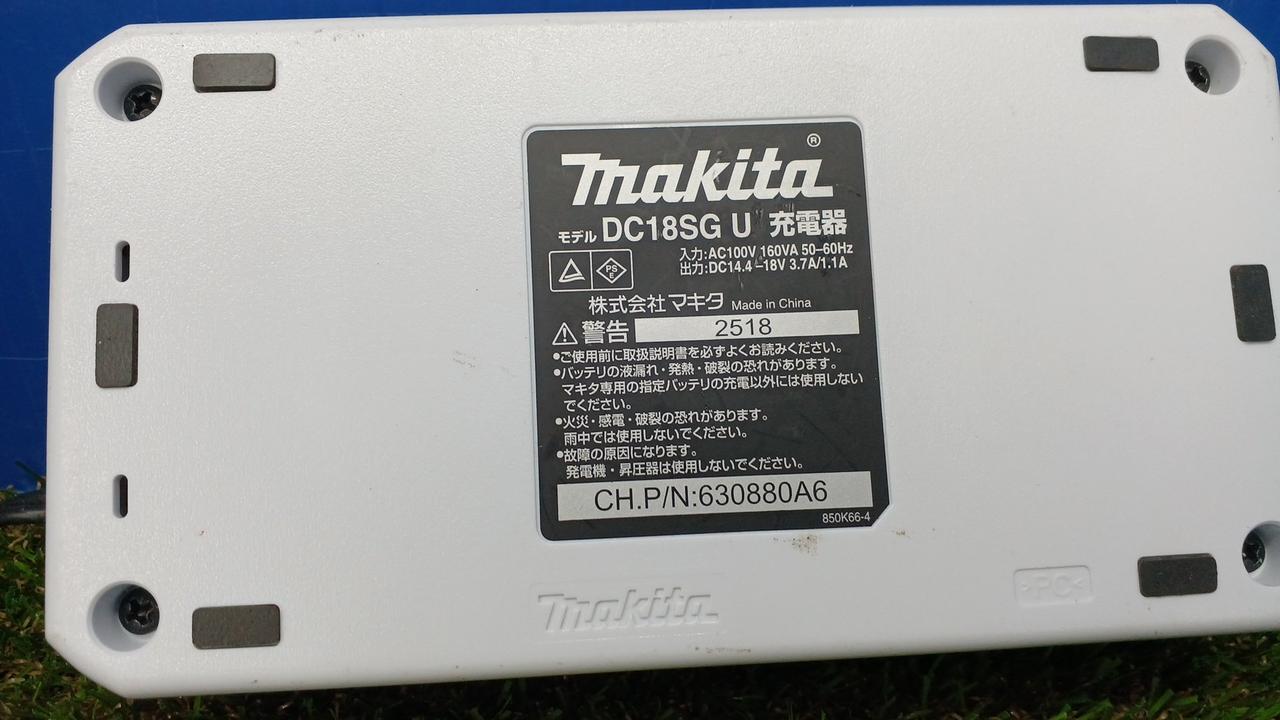 makita®
モデル DC18SG U 充電器
入力:AC100V 160VA 50–60Hz
出力:DC14.4–18V 3.7A/1.1A
PS
E
株式会社 マキタ Made in China
警告 2518
•ご使用前に取扱説明書を必ずよくお読みください。
•バッテリの液漏れ・発熱・破裂の恐れがあります。
マキタ専用の指定バッテリの充電以外には使用しない
でください。
•火災・感電・破裂の恐れがあります。
雨中では使用しないでください。
•故障の原因になります。
発電機・昇圧器は使用しないでください。
CH.P/N:630880A6
850K66-4
>PC<
makita